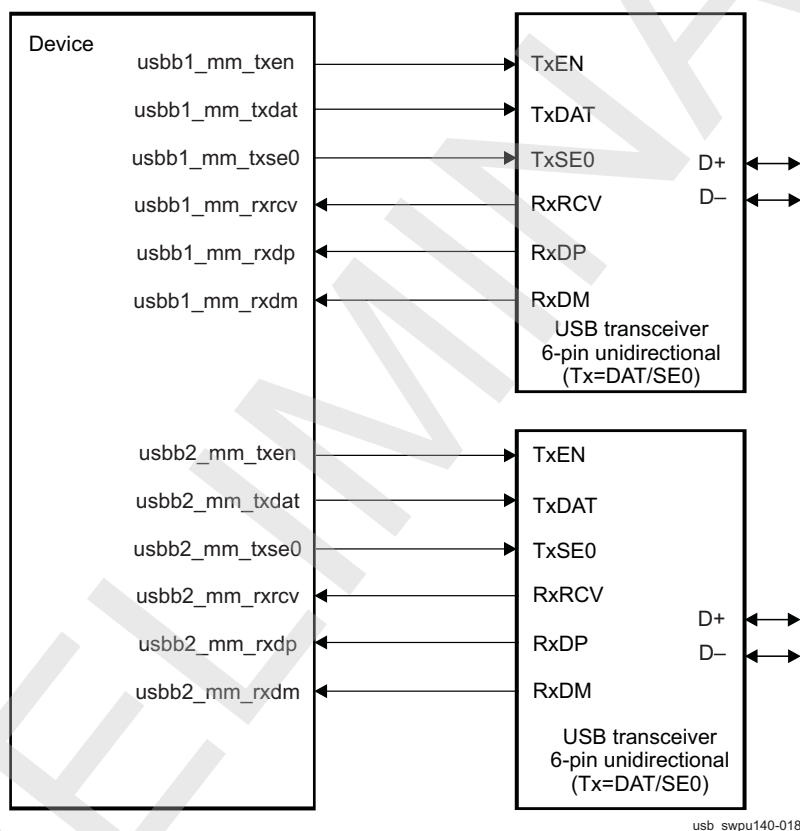 Device
usbb1_mm_txen
TxEN
usbb1_mm_txdat
TxDAT
usbb1_mm_txse0
TxSE0
D+
usbb1_mm_rxrcv
RxRCV
D–
usbb1_mm_rxdp
RxDP
usbb1_mm_rxdm
RxDM
USB transceiver
6-pin unidirectional
(Tx=DAT/SE0)
usbb2_mm_txen
TxEN
usbb2_mm_txdat
TxDAT
usbb2_mm_txse0
TxSE0
usbb2_mm_rxrcv
RxRCV
D+
usbb2_mm_rxdp
RxDP
D–
usbb2_mm_rxdm
RxDM
USB transceiver
6-pin unidirectional
(Tx=DAT/SE0)
usb_swpu140-018
ELIMINA